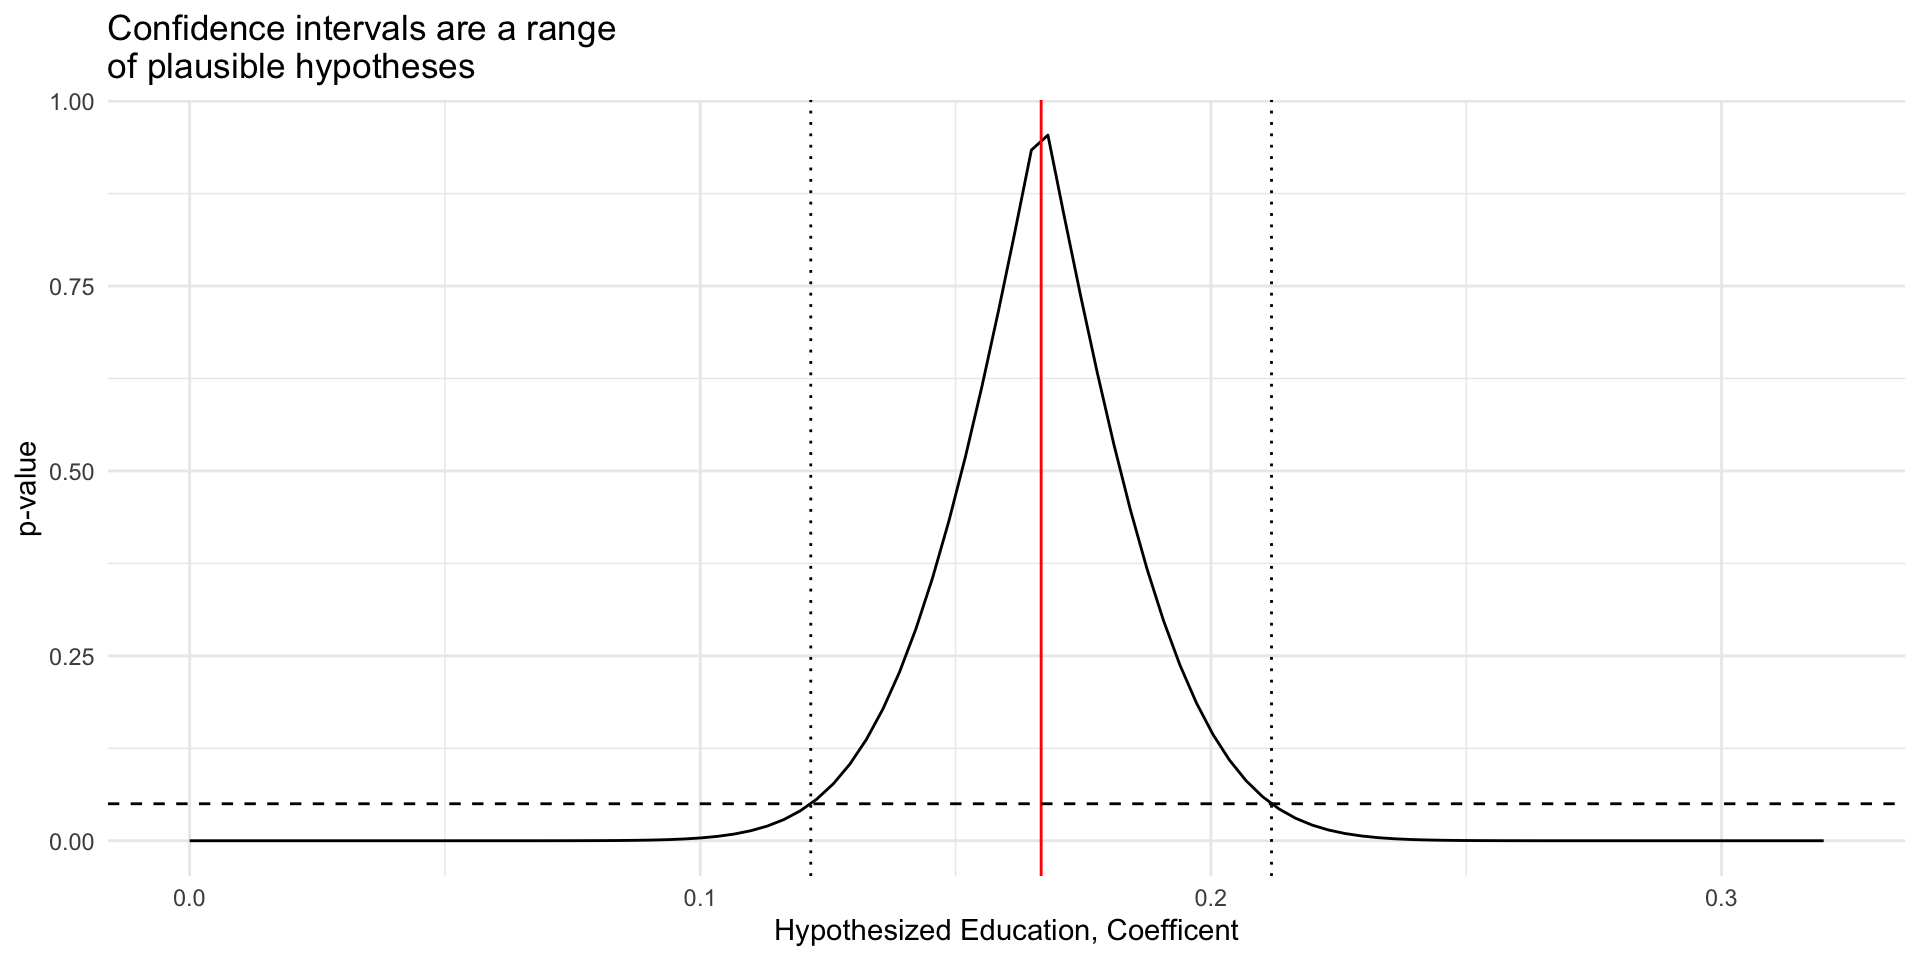 Confidence intervals are a range
of plausible hypotheses
1.00
0.75
0.50
0.25
0.00
p-value
0.0
0.1
0.2
0.3
Hypothesized Education, Coefficent